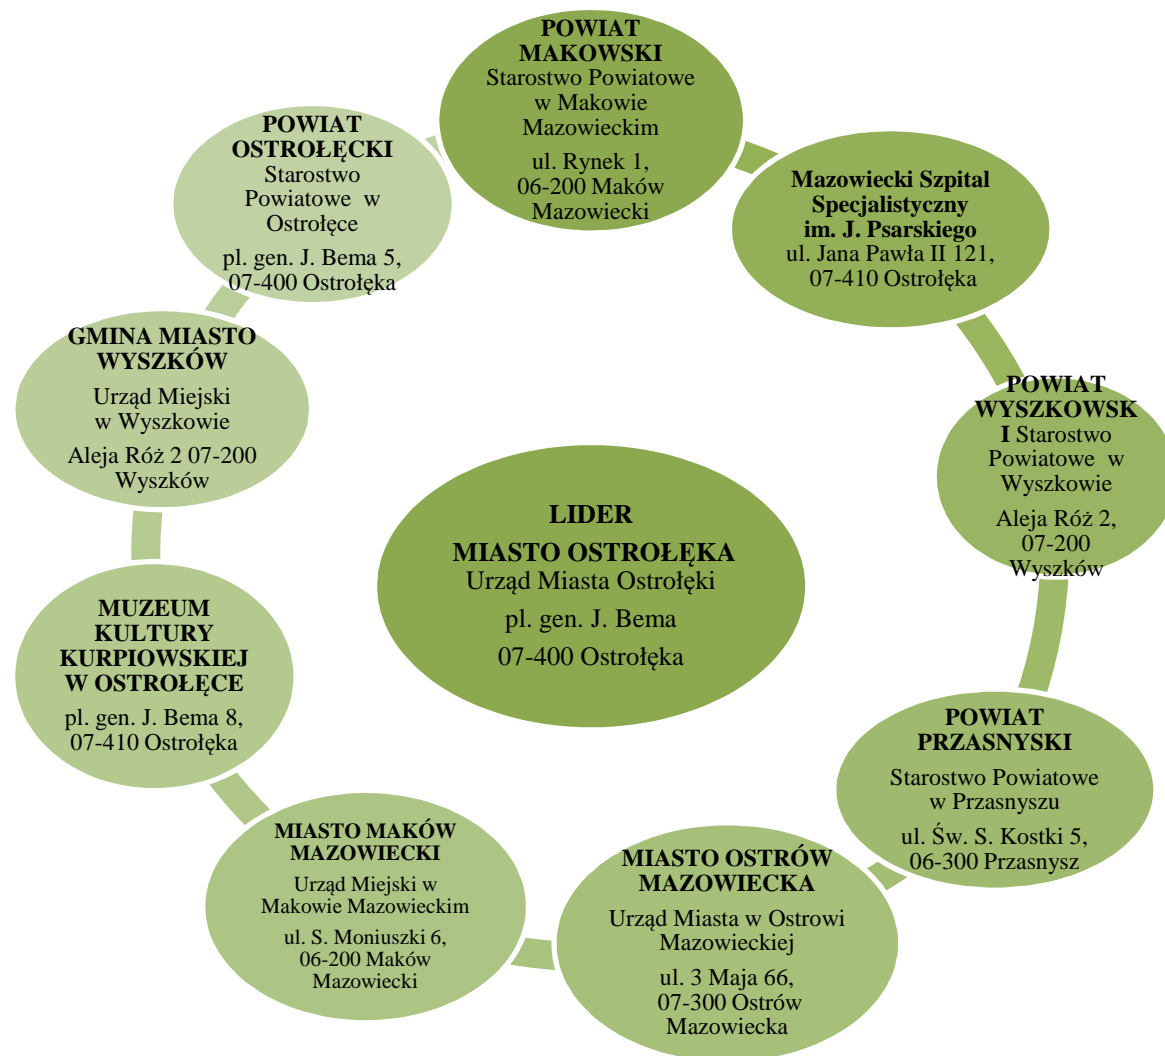 POWIAT
MAKOWSKI
Starostwo Powiatowe
w Makowie
Mazowieckim
ul. Rynek 1,
06-200 Maków
Mazowiecki
Mazowiecki Szpital
Specjalistyczny
im. J. Psarskiego
ul. Jana Pawła II 121,
07-410 Ostrołęka
POWIAT
WYSZKOWSK
I Starostwo
Powiatowe w
Wyszkowie
Aleja Róż 2,
07-200
Wyszków
POWIAT
PRZASNYSKI
Starostwo Powiatowe
w Przasnyszu
ul. Św. S. Kostki 5,
06-300 Przasnysz
MIASTO OSTRÓW
MAZOWIECKA
Urząd Miasta w Ostrowi
Mazowieckiej
ul. 3 Maja 66,
07-300 Ostrów
Mazowiecka
MIASTO MAKÓW
MAZOWIECKI
Urząd Miejski w
Makowie Mazowieckim
ul. S. Moniuszki 6,
06-200 Maków
Mazowiecki
MUZEUM
KULTURY
KURPIOWSKIEJ
W OSTROŁĘCE
pl. gen. J. Bema 8,
07-410 Ostrołęka
GMINA MIASTO
WYSZKÓW
Urząd Miejski
w Wyszkowie
Aleja Róż 2 07-200
Wyszków
POWIAT
OSTROŁĘCKI
Starostwo
Powiatowe w
Ostrołęce
pl. gen. J. Bema 5,
07-400 Ostrołęka
LIDER
MIASTO OSTROŁĘKA
Urząd Miasta Ostrołęki
pl. gen. J. Bema
07-400 Ostrołęka